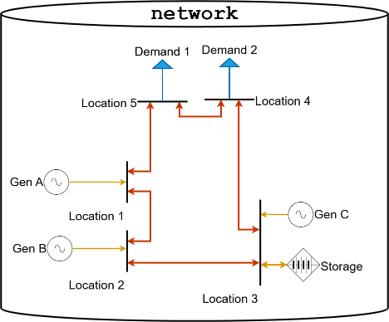 network
Demand 1
Demand 2
Location 5
Location 4
Gen A
Location 1
Gen C
Gen B
Storage
Location 2
Location 3